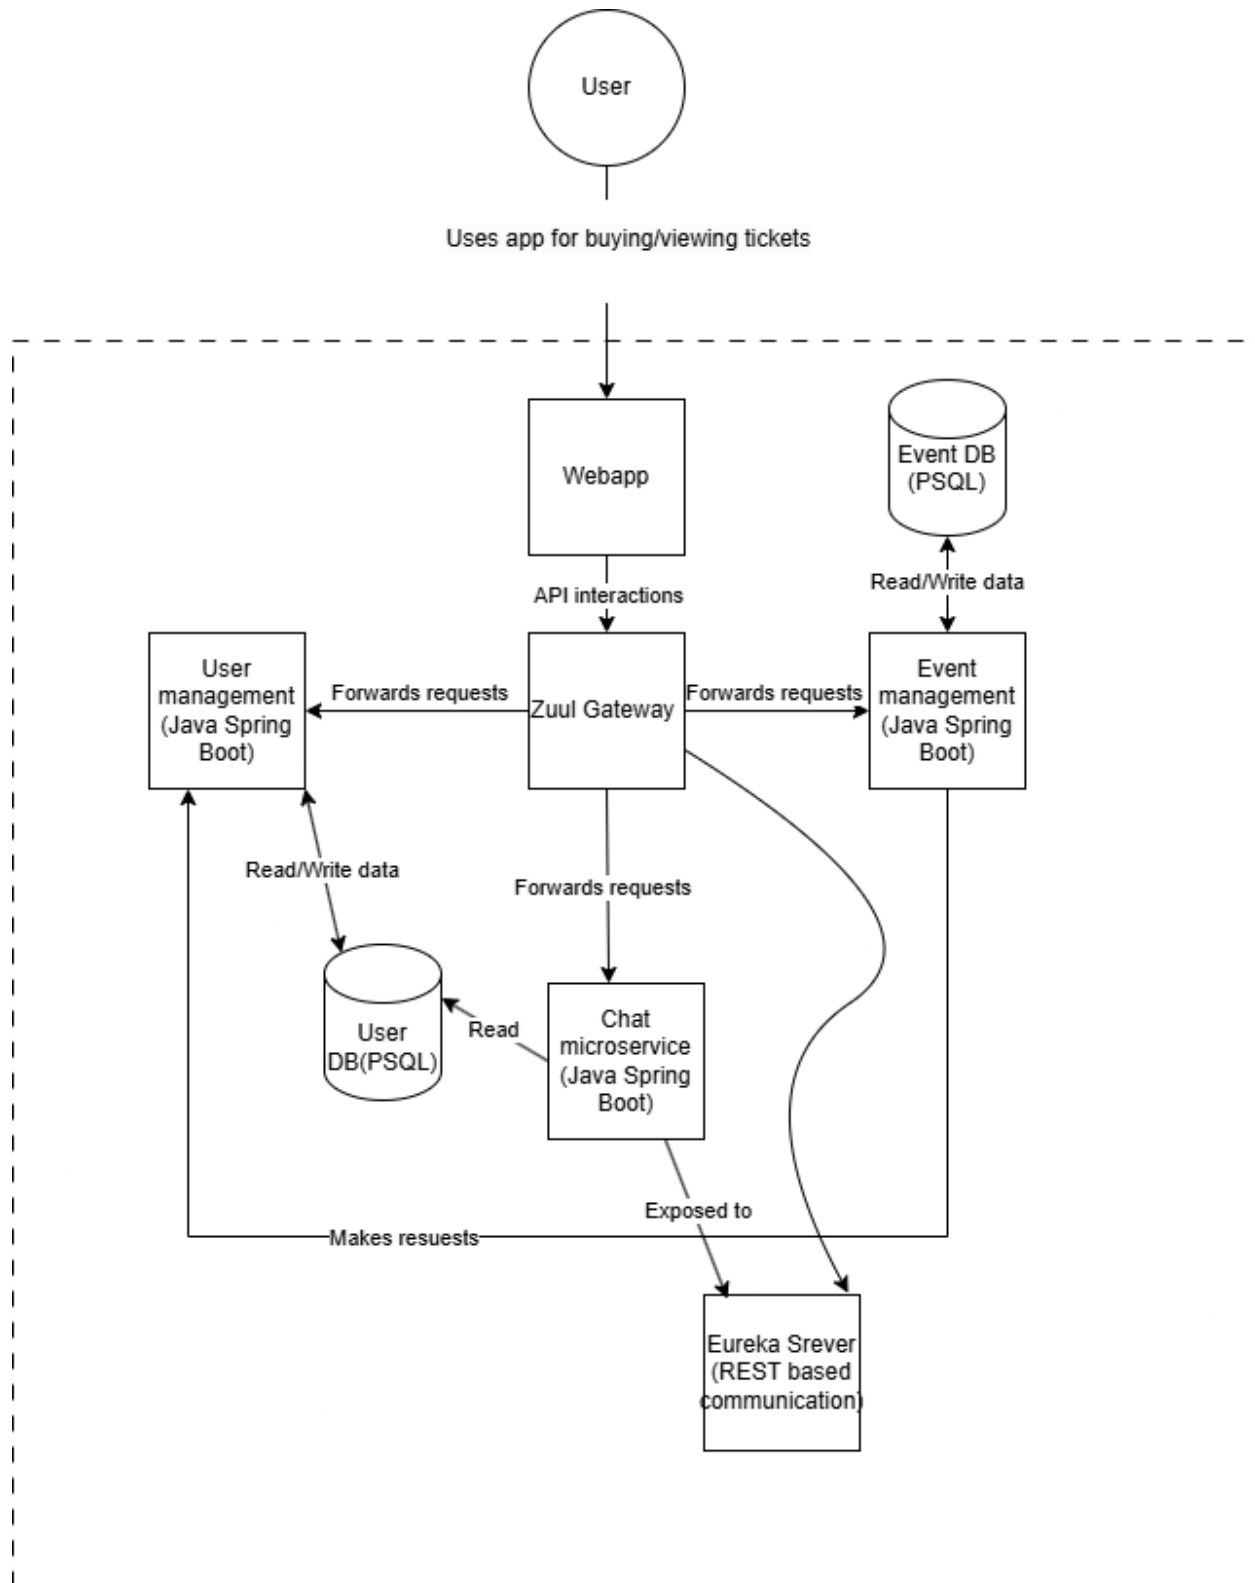 User
Uses app for buying/viewing tickets
Webapp
Event DB
(PSQL)
Read/Write data
API interactions
User
management
(Java Spring
Boot)
Forwards requests
Zuul Gateway
Forwards requests
Event
management
(Java Spring
Boot)
Read/Write data
Forwards requests
User
DB(PSQL)
Read
Chat
microservice
(Java Spring
Boot)
Exposed to
Makes resuests
Eureka Srever
(REST based
communication)